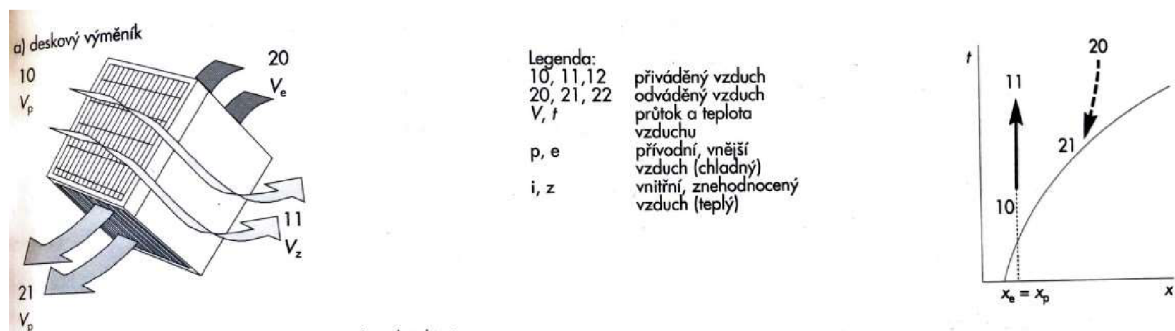 a) deskový výměník
10
Vp
20
Ve
11
Vz
21
Vp
Legenda:
10, 11,12 přiváděný vzduch
20, 21, 22 odváděný vzduch
V, t průtok a teplota
vzduchu
p, e přívodní, vnější
vzduch (chladný)
i, z vnitřní, znehodnocený
vzduch (teplý)
t
20
11
21
10
xe = xp
x